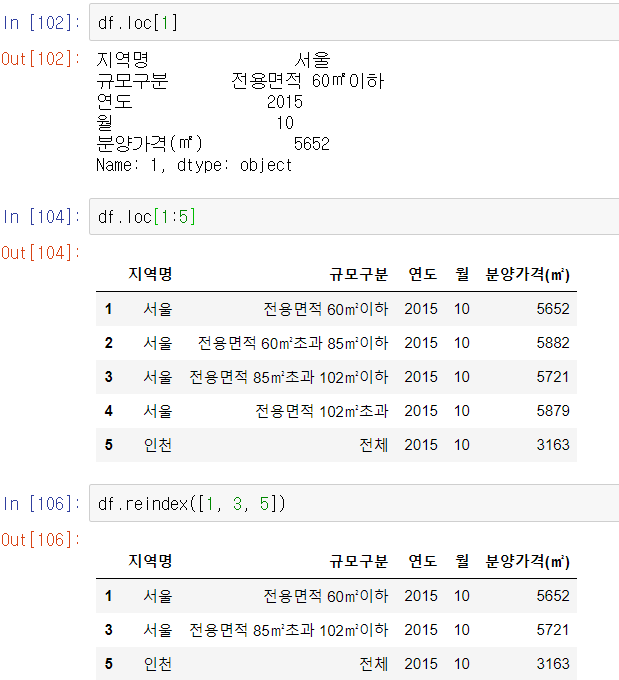 In [102]: df.loc[1]
Out[102]: 지역명 서울
규모구분 전용면적 60㎡이하
연도 2015
월 10
분양가격(㎡) 5652
Name: 1, dtype: object
In [104]: df.loc[1:5]
Out[104]:
지역명 규모구분 연도 월 분양가격(㎡)
1 서울 전용면적 60㎡이하 2015 10 5652
2 서울 전용면적 60㎡초과 85㎡이하 2015 10 5882
3 서울 전용면적 85㎡초과 102㎡이하 2015 10 5721
4 서울 전용면적 102㎡초과 2015 10 5879
5 인천 전체 2015 10 3163
In [106]: df.reindex([1, 3, 5])
Out[106]:
지역명 규모구분 연도 월 분양가격(㎡)
1 서울 전용면적 60㎡이하 2015 10 5652
3 서울 전용면적 85㎡초과 102㎡이하 2015 10 5721
5 인천 전체 2015 10 3163